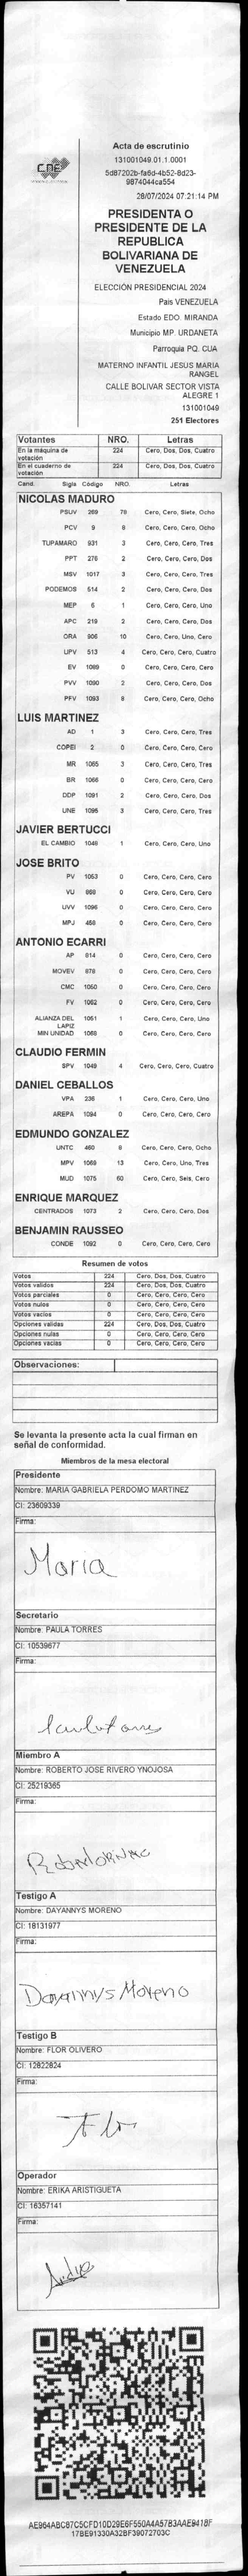 CNE
Acta de escrutinio
131001049.01.1.0001
5d87202b-fa6d-4b52-8d23-
9874044ca554
28/07/2024 07:21:14 PM
PRESIDENTA O
PRESIDENTE DE LA
REPUBLICA
BOLIVARIANA DE
VENEZUELA
ELECCIÓN PRESIDENCIAL 2024
Pais VENEZUELA
Estado EDO. MIRANDA
Municipio MP. URDANETA
Parroquia PQ. CUA
MATERNO INFANTIL JESUS MARIA
RANGEL
CALLE BOLIVAR SECTOR VISTA
ALEGRE 1
131001049
251 Electores
Votantes NRO. Letras
En la máquina de votación 224 Cero, Dos, Dos, Cuatro
En el cuaderno de votación 224 Cero, Dos, Dos, Cuatro
Cand. Sigla Código NRO. Letras
NICOLAS MADURO
PSUV 269 78 Cero, Cero, Siete, Ocho
PCV 9 8 Cero, Cero, Cero, Ocho
TUPAMARO 931 3 Cero, Cero, Cero, Tres
PPT 276 2 Cero, Cero, Cero, Dos
MSV 1017 3 Cero, Cero, Cero, Tres
PODEMOS 514 2 Cero, Cero, Cero, Dos
MEP 6 1 Cero, Cero, Cero, Uno
APC 219 2 Cero, Cero, Cero, Dos
ORA 906 10 Cero, Cero, Uno, Cero
UPV 513 4 Cero, Cero, Cero, Cuatro
EV 1089 0 Cero, Cero, Cero, Cero
PVV 1090 2 Cero, Cero, Cero, Dos
PFV 1093 8 Cero, Cero, Cero, Ocho
LUIS MARTINEZ
AD 1 3 Cero, Cero, Cero, Tres
COPEI 2 0 Cero, Cero, Cero, Cero
MR 1065 3 Cero, Cero, Cero, Tres
BR 1066 0 Cero, Cero, Cero, Cero
DDP 1091 2 Cero, Cero, Cero, Dos
UNE 1095 3 Cero, Cero, Cero, Tres
JAVIER BERTUCCI
EL CAMBIO 1048 1 Cero, Cero, Cero, Uno
JOSE BRITO
PV 1053 0 Cero, Cero, Cero, Cero
VU 868 0 Cero, Cero, Cero, Cero
UVV 1096 0 Cero, Cero, Cero, Cero
MPJ 458 0 Cero, Cero, Cero, Cero
ANTONIO ECARRI
AP 814 0 Cero, Cero, Cero, Cero
MOVEV 878 0 Cero, Cero, Cero, Cero
CMC 1050 0 Cero, Cero, Cero, Cero
FV 1062 0 Cero, Cero, Cero, Cero
ALIANZA DEL LAPIZ 1061 1 Cero, Cero, Cero, Uno
MIN UNIDAD 1068 0 Cero, Cero, Cero, Cero
CLAUDIO FERMIN
SPV 1049 4 Cero, Cero, Cero, Cuatro
DANIEL CEBALLOS
VPA 236 1 Cero, Cero, Cero, Uno
AREPA 1094 0 Cero, Cero, Cero, Cero
EDMUNDO GONZALEZ
UNTC 460 8 Cero, Cero, Cero, Ocho
MPV 1069 13 Cero, Cero, Uno, Tres
MUD 1075 60 Cero, Cero, Seis, Cero
ENRIQUE MARQUEZ
CENTRADOS 1073 2 Cero, Cero, Cero, Dos
BENJAMIN RAUSSEO
CONDE 1092 0 Cero, Cero, Cero, Cero
Resumen de votos
Votos 224 Cero, Dos, Dos, Cuatro
Votos validos 224 Cero, Dos, Dos, Cuatro
Votos parciales 0 Cero, Cero, Cero, Cero
Votos nulos 0 Cero, Cero, Cero, Cero
Votos vacios 0 Cero, Cero, Cero, Cero
Opciones validas 224 Cero, Dos, Dos, Cuatro
Opciones nulas 0 Cero, Cero, Cero, Cero
Opciones vacias 0 Cero, Cero, Cero, Cero
Observaciones:
Se levanta la presente acta la cual firman en
señal de conformidad.
Miembros de la mesa electoral
Presidente
Nombre: MARIA GABRIELA PERDOMO MARTINEZ
CI: 23609339
Firma:
Maria
Secretario
Nombre: PAULA TORRES
CI: 10539677
Firma:
Paula Torres
Miembro A
Nombre: ROBERTO JOSE RIVERO YNOJOSA
CI: 25219365
Firma:
Testigo A
Nombre: DAYANNYS MORENO
CI: 18131977
Firma:
Dayannys Moreno
Testigo B
Nombre: FLOR OLIVERO
CI: 12822824
Firma:
Flor
Operador
Nombre: ERIKA ARISTIGUETA
CI: 16357141
Firma:
AE964ABC87C5CFD10D29E6F550A4A57B3AAE9418F
17BE91330A32BF39072703C